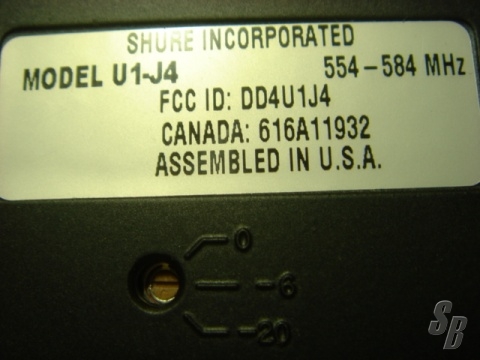 SHURE INCORPORATED
MODEL U1-J4 554-584 MHz
FCC ID: DD4U1J4
CANADA: 616A11932
ASSEMBLED IN U.S.A.
0
-6
-20
SB